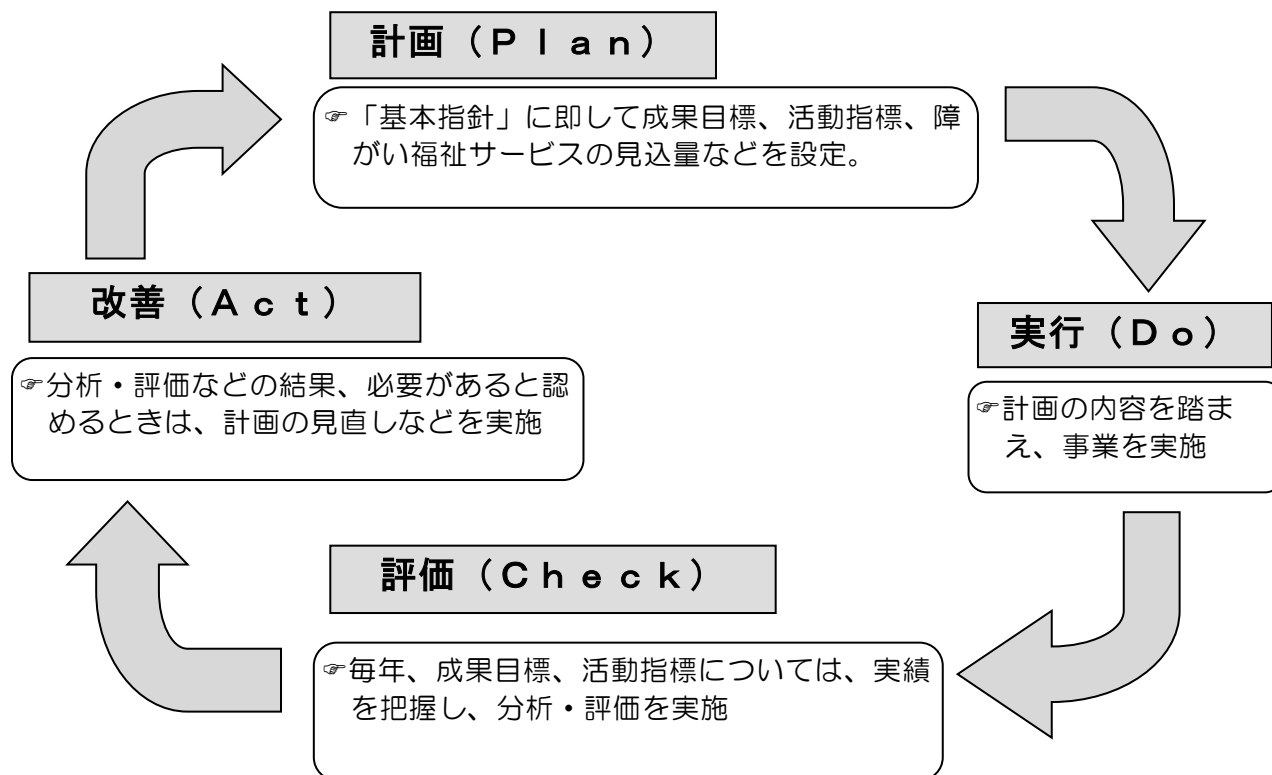 計画（Ｐｌａｎ）
☞「基本指針」に即して成果目標、活動指標、障
がい福祉サービスの見込量などを設定。
改善（Ａｃｔ）
☞分析・評価などの結果、必要があると認
めるときは、計画の見直しなどを実施
実行（Ｄｏ）
☞計画の内容を踏ま
え、事業を実施
評価（Ｃｈｅｃｋ）
☞毎年、成果目標、活動指標については、実績
を把握し、分析・評価を実施